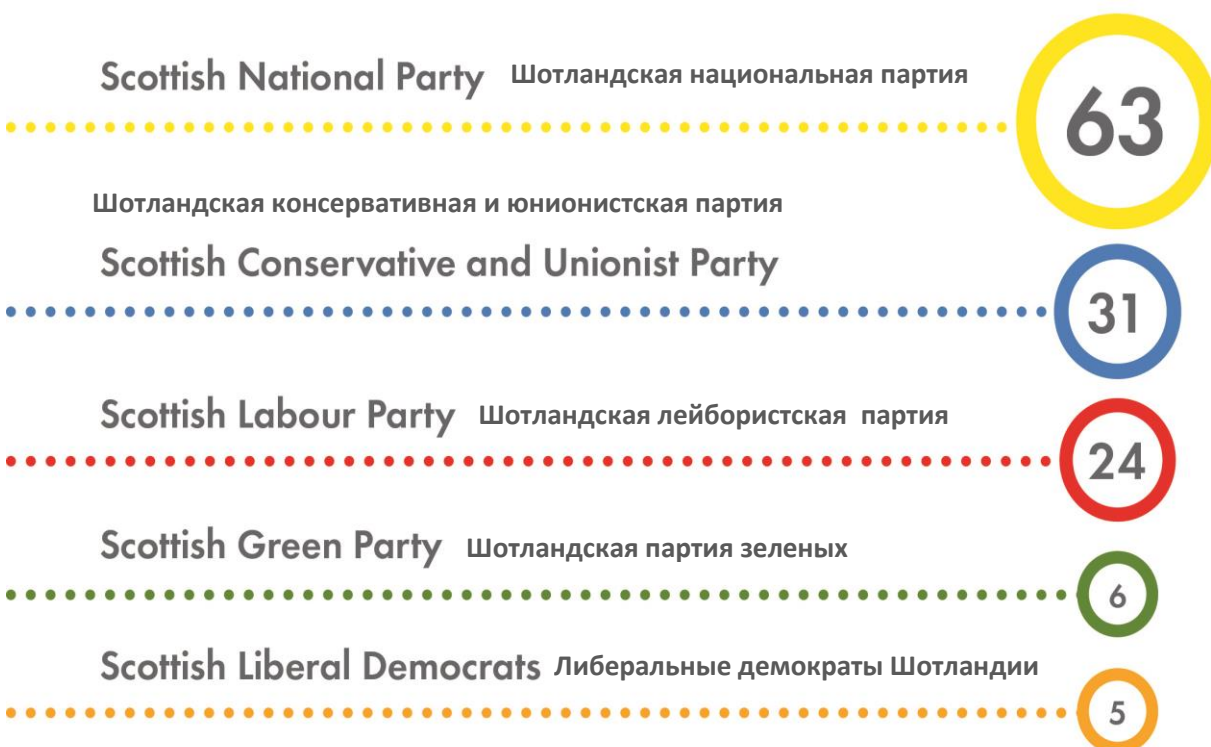 Scottish National Party Шотландская национальная партия
63
Шотландская консервативная и юнионистская партия
Scottish Conservative and Unionist Party
31
Scottish Labour Party Шотландская лейбористская партия
24
Scottish Green Party Шотландская партия зеленых
6
Scottish Liberal Democrats Либеральные демократы Шотландии
5